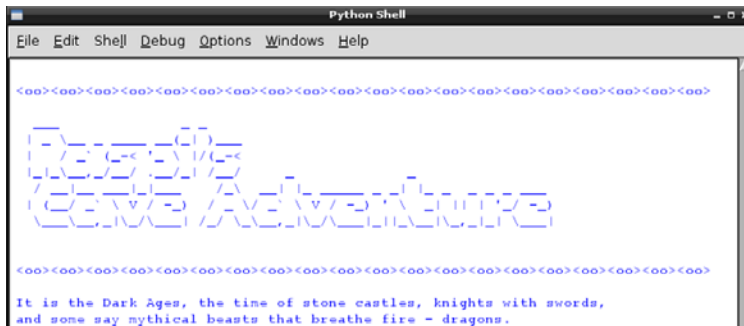 Python Shell
File Edit Shell Debug Options Windows Help
<oo><oo><oo><oo><oo><oo><oo><oo><oo><oo><oo><oo><oo><oo><oo><oo><oo><oo><oo><oo>
Raspi's
Cave Adventure
<oo><oo><oo><oo><oo><oo><oo><oo><oo><oo><oo><oo><oo><oo><oo><oo><oo><oo><oo><oo>
It is the Dark Ages, the time of stone castles, knights with swords,
and some say mythical beasts that breathe fire - dragons.